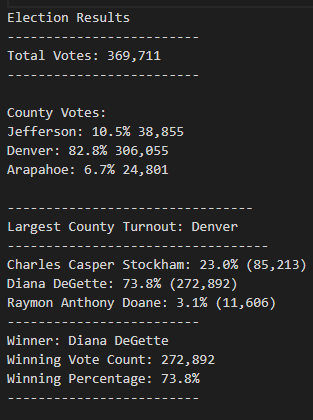 Election Results
-------------------------
Total Votes: 369,711
-------------------------
County Votes:
Jefferson: 10.5% 38,855
Denver: 82.8% 306,055
Arapahoe: 6.7% 24,801
--------------------------------
Largest County Turnout: Denver
----------------------------------
Charles Casper Stockham: 23.0% (85,213)
Diana DeGette: 73.8% (272,892)
Raymon Anthony Doane: 3.1% (11,606)
-------------------------
Winner: Diana DeGette
Winning Vote Count: 272,892
Winning Percentage: 73.8%
-------------------------